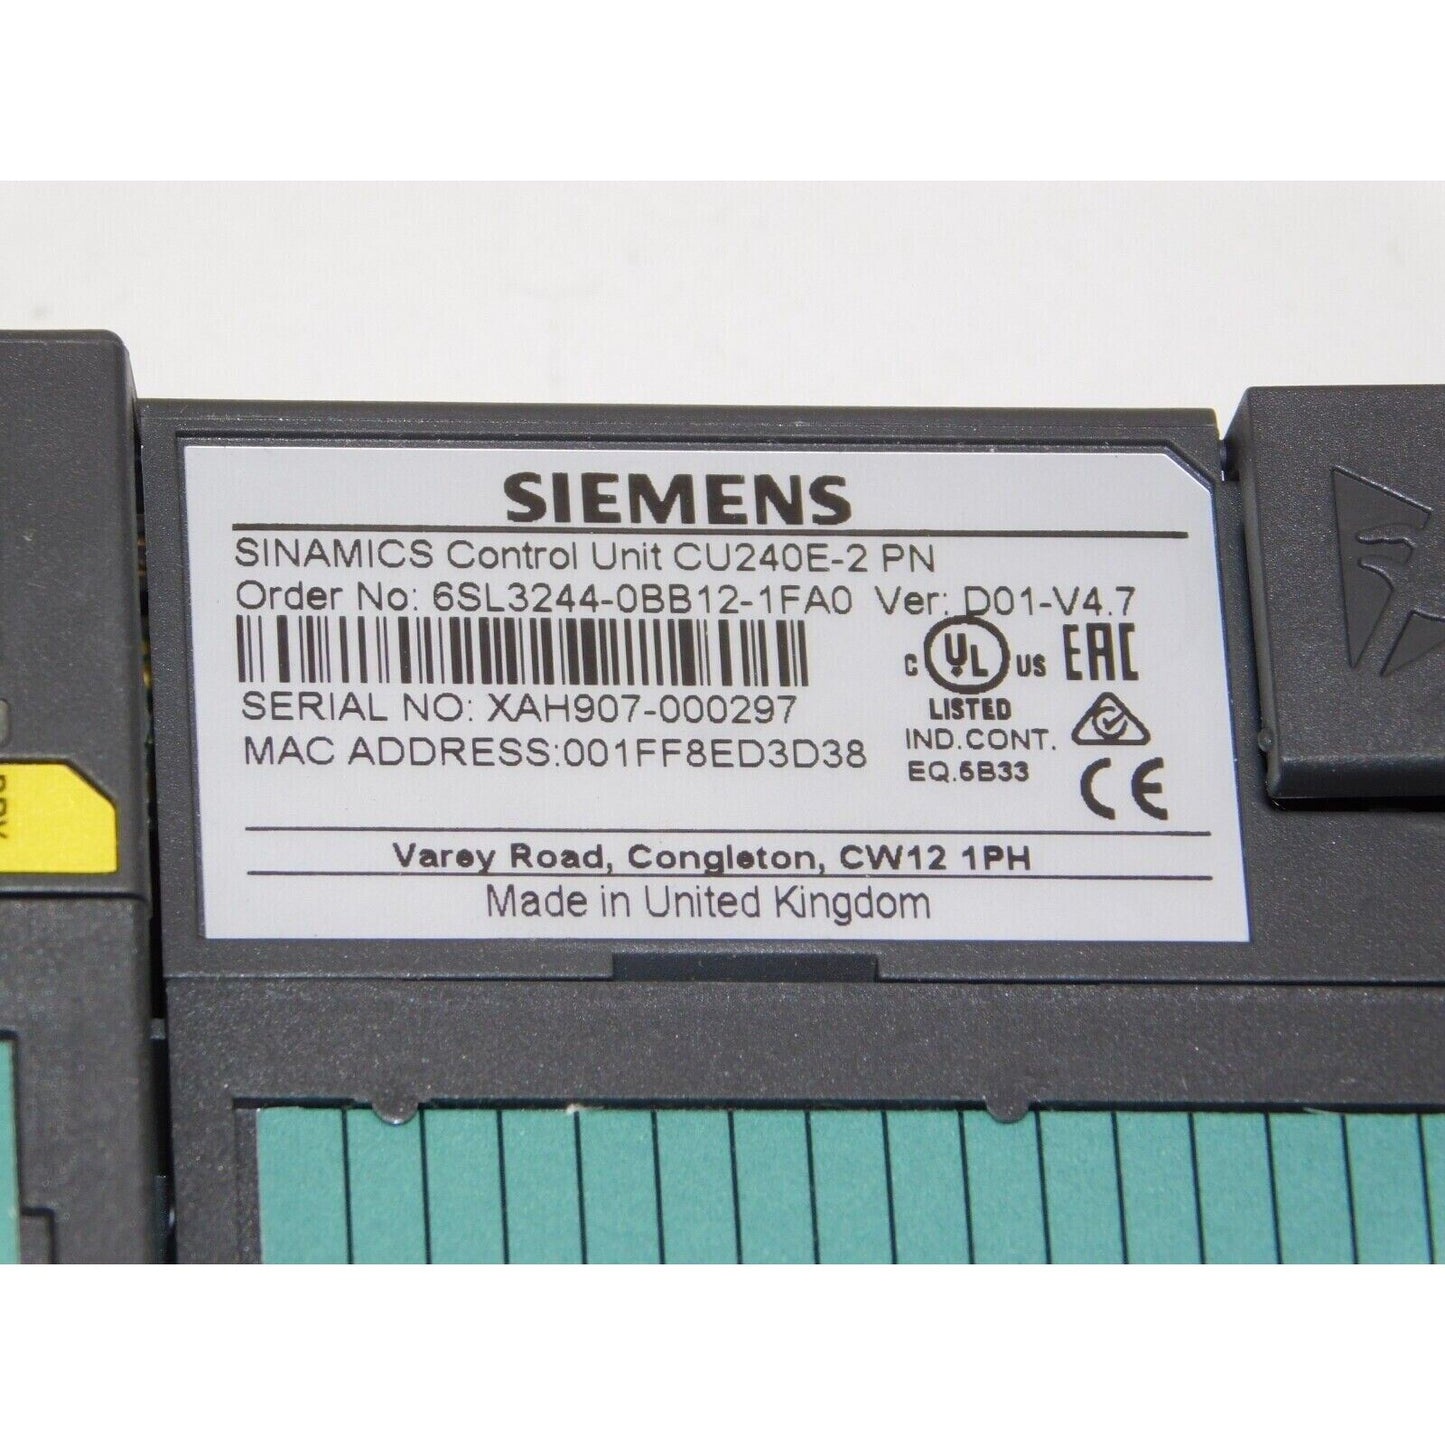 SIEMENS
SINAMICS Control Unit CU240E-2 PN
Order No: 6SL3244-0BB12-1FA0 Ver: D01-V4.7
C UL US EAC
SERIAL NO: XAH907-000297
LISTED
MAC ADDRESS:001FF8ED3D38
IND.CONT.
EQ.5B33
CE
Varey Road, Congleton, CW12 1PH
Made in United Kingdom